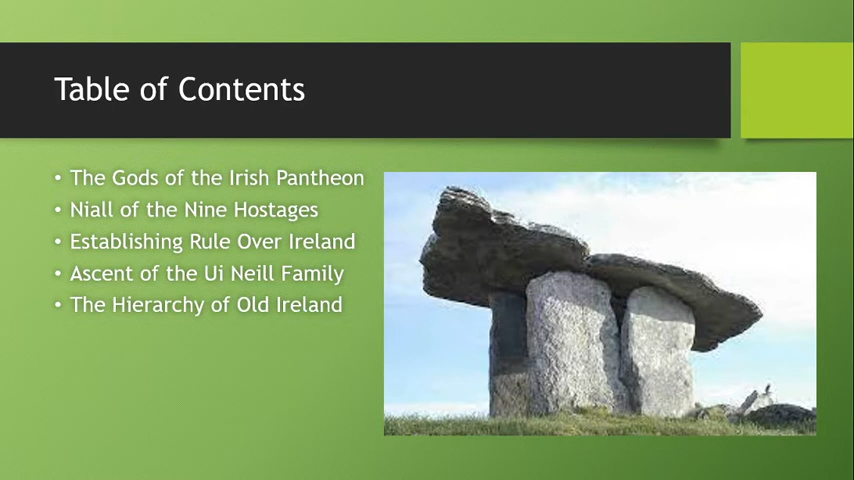 Table of Contents
• The Gods of the Irish Pantheon
• Niall of the Nine Hostages
• Establishing Rule Over Ireland
• Ascent of the Ui Neill Family
• The Hierarchy of Old Ireland